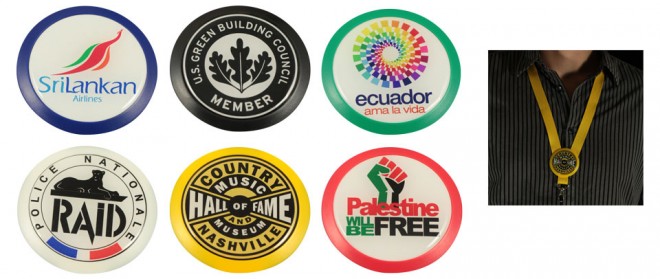 SriLankan
Airlines
U.S. GREEN BUILDING COUNCIL
MEMBER
ecuador
ama la vida
POLICE NATIONALE
RAID
COUNTRY
MUSIC
HALL OF FAME
AND
MUSEUM
NASHVILLE
Palestine
WILL
BE FREE